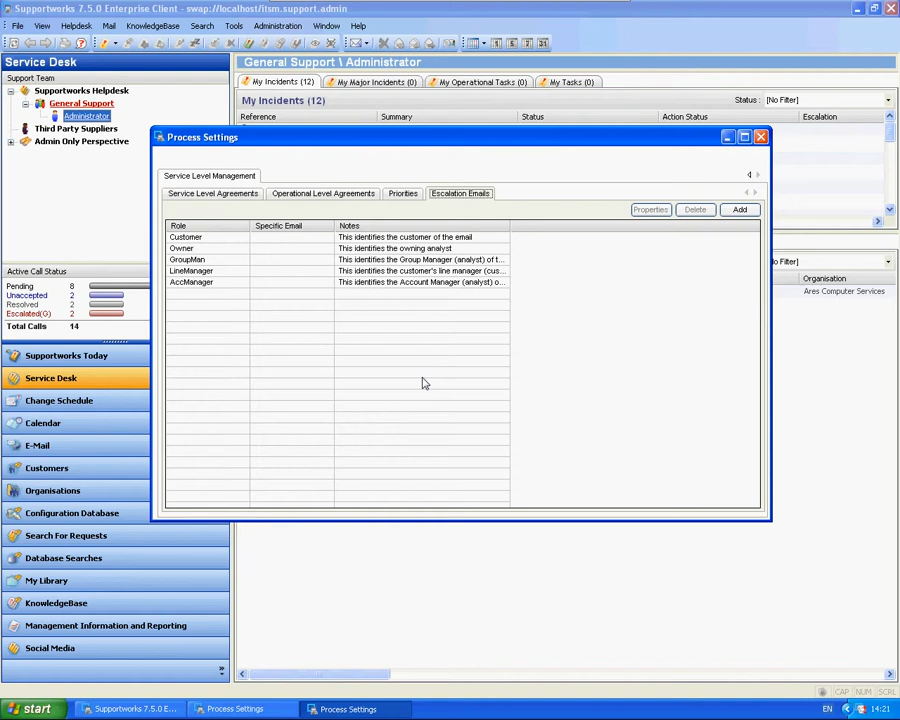 Supportworks 7.5.0 Enterprise Client - swap://localhost/itsm.support.admin
File View Helpdesk Mail KnowledgeBase Search Tools Administration Window Help
Service Desk
Support Team
Supportworks Helpdesk
General Support
Administrator
Third Party Suppliers
Admin Only Perspective
General Support \ Administrator
My Incidents (12) My Major Incidents (0) My Operational Tasks (0) My Tasks (0)
My Incidents (12) Status : [No Filter]
Reference Summary Status Action Status Escalation
Process Settings
Service Level Management
Service Level Agreements Operational Level Agreements Priorities Escalation Emails
Properties Delete Add
Role Specific Email Notes
Customer This identifies the customer of the email
Owner This identifies the owning analyst
GroupMan This identifies the Group Manager (analyst) of t...
LineManager This identifies the customer's line manager (cus...
AccManager This identifies the Account Manager (analyst) o...
lo Filter]
Organisation
Ares Computer Services
Active Call Status
Pending 8
Unaccepted 2
Resolved 2
Escalated(G) 2
Total Calls 14
Supportworks Today
Service Desk
Change Schedule
Calendar
E-Mail
Customers
Organisations
Configuration Database
Search For Requests
Database Searches
My Library
KnowledgeBase
Management Information and Reporting
Social Media
CAP NUM SCRL
start Supportworks 7.5.0 E... Process Settings Process Settings EN 14:21